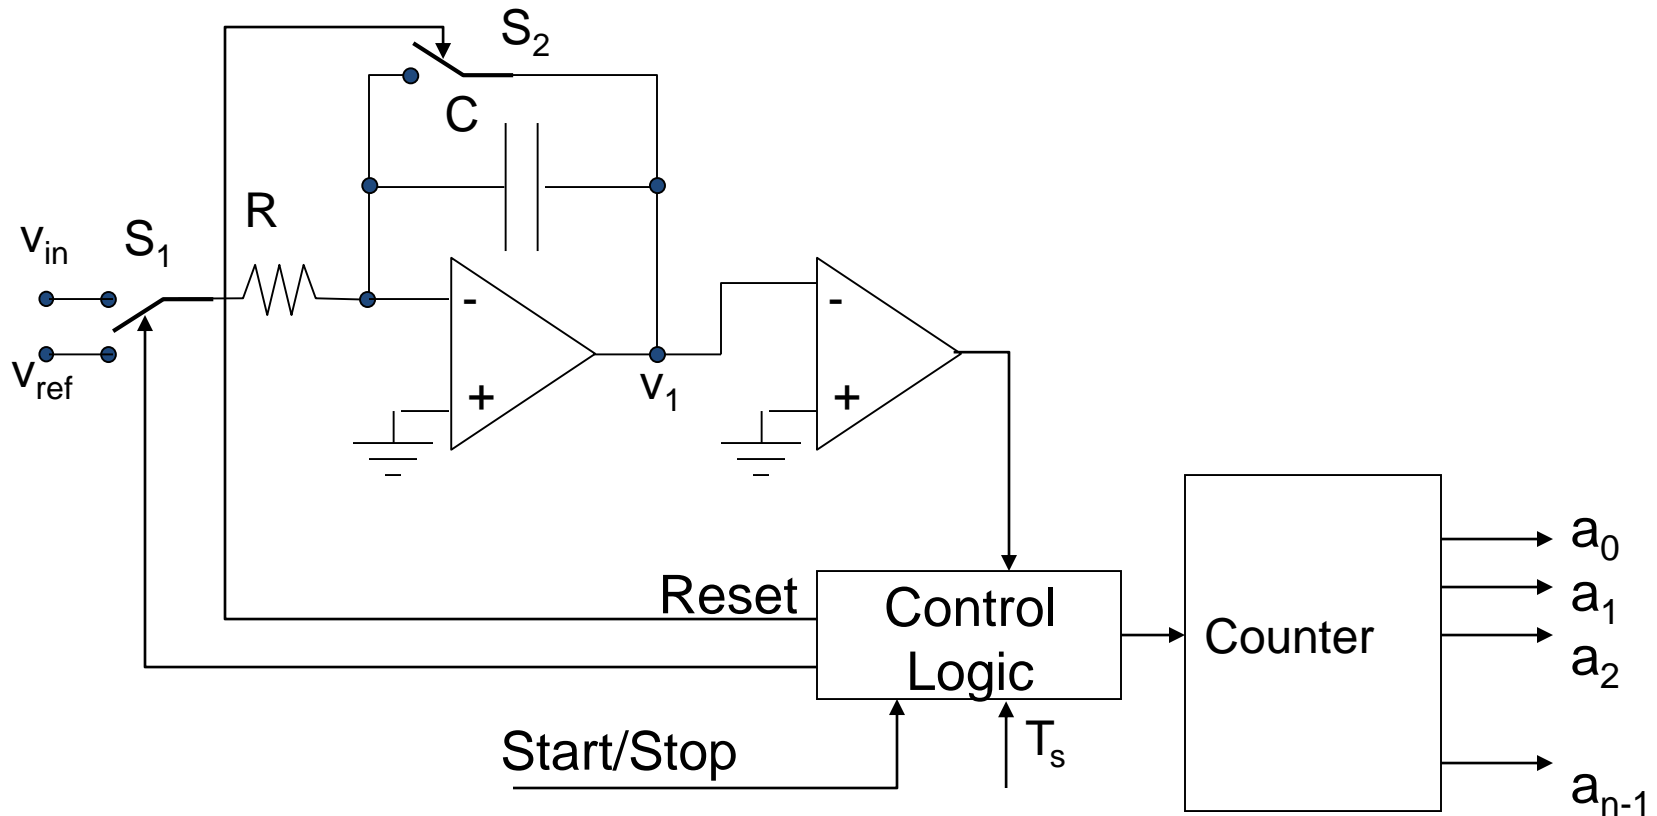 S2
C
R
vin
S1
-
-
vref
+
v1
+
a0
Reset
Control
Logic
a1
Counter
a2
Start/Stop
Ts
an-1